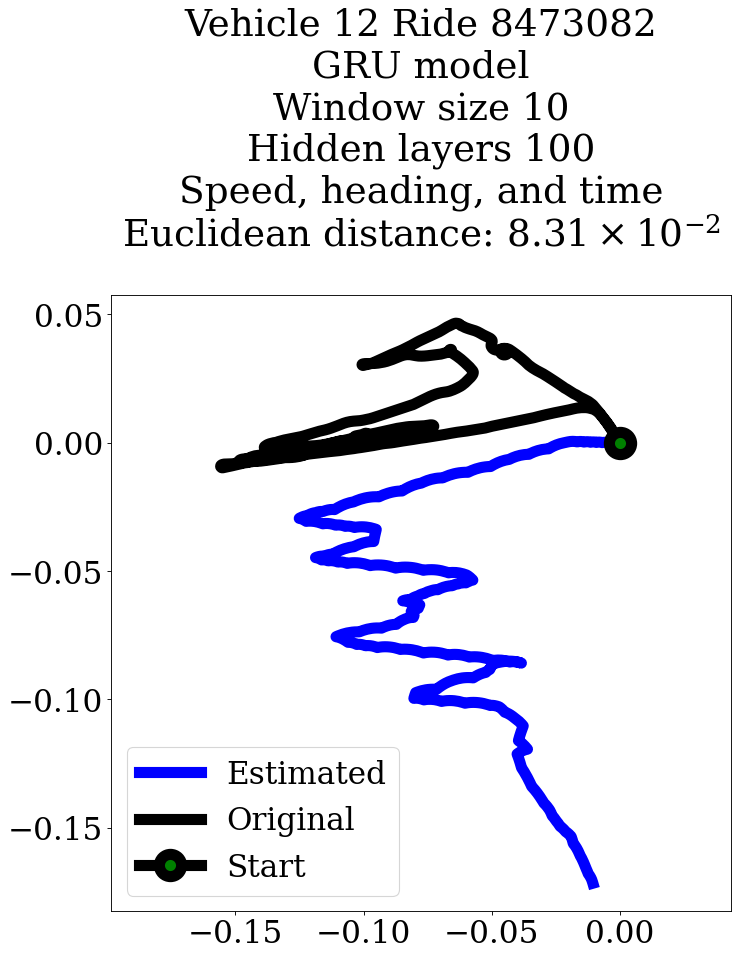 Vehicle 12 Ride 8473082
GRU model
Window size 10
Hidden layers 100
Speed, heading, and time
Euclidean distance: 8.31 × 10⁻²
0.05
0.00
−0.05
−0.10
−0.15
Estimated
Original
Start
−0.15 −0.10 −0.05 0.00